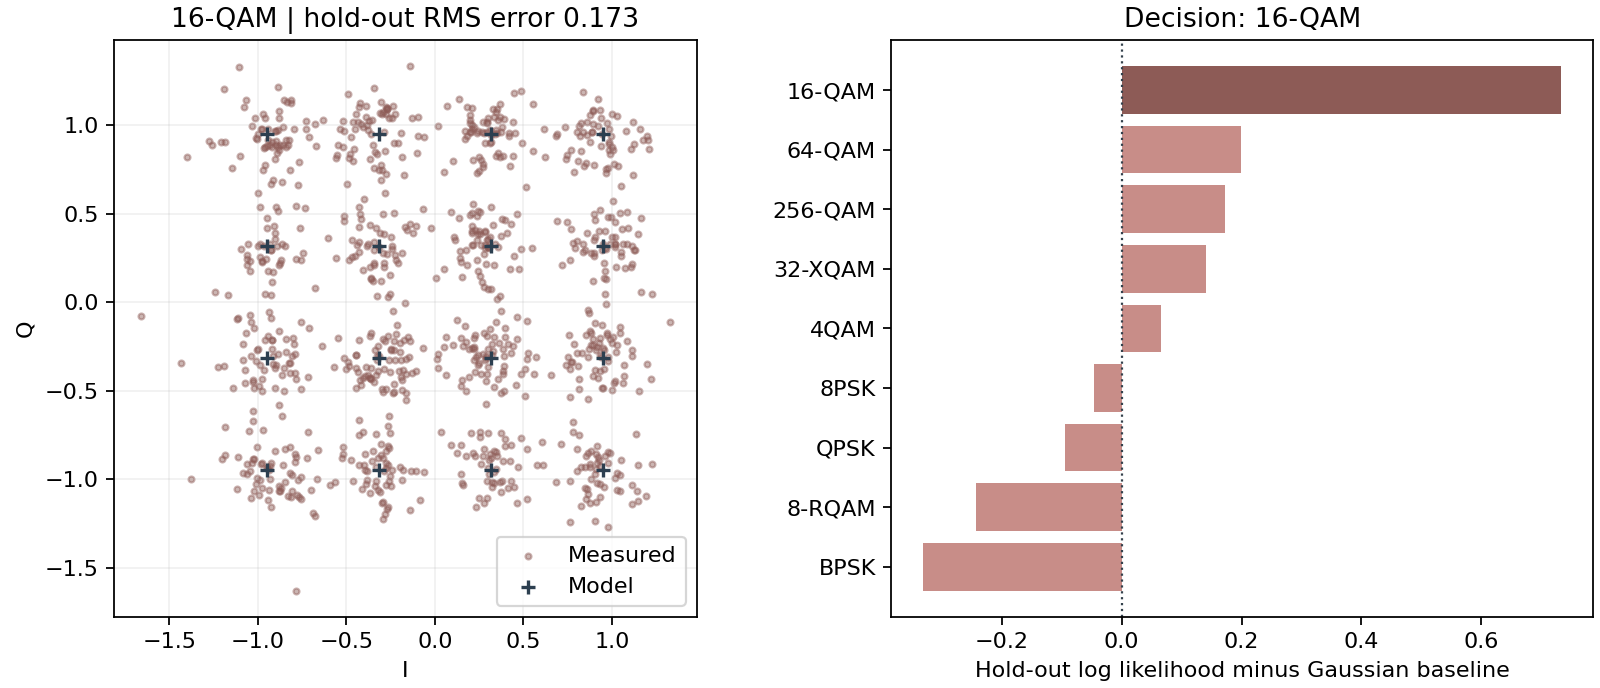 16-QAM | hold-out RMS error 0.173
1.0
0.5
0.0
−0.5
−1.0
−1.5
Q
Measured
Model
−1.5
−1.0
−0.5
0.0
0.5
1.0
I
Decision: 16-QAM
16-QAM
64-QAM
256-QAM
32-XQAM
4QAM
8PSK
QPSK
8-RQAM
BPSK
−0.2
0.0
0.2
0.4
0.6
Hold-out log likelihood minus Gaussian baseline